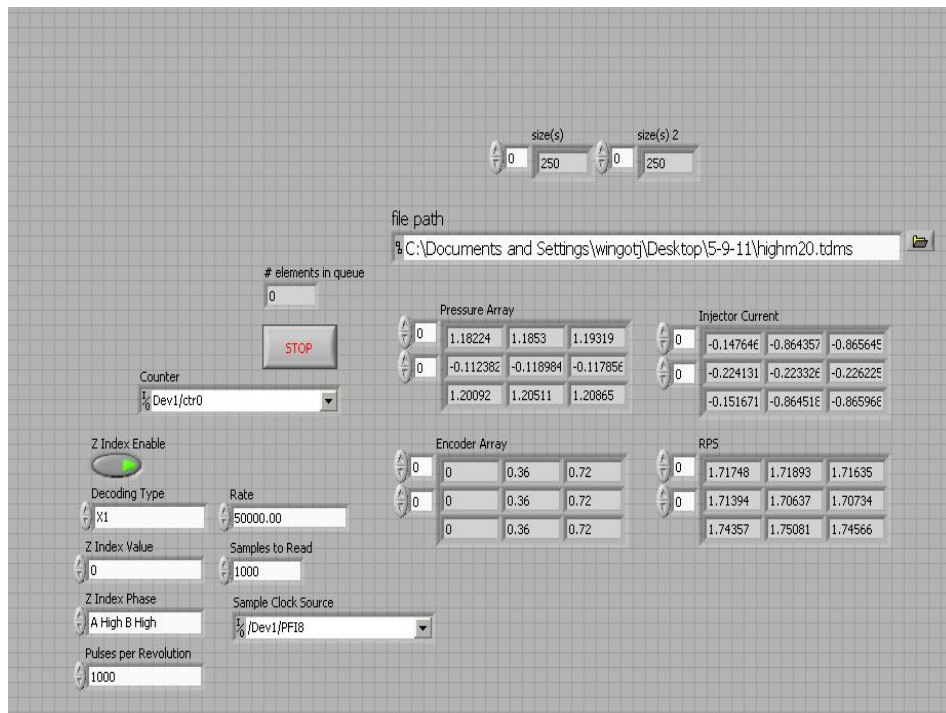 size(s)
size(s) 2
0
250
0
250
file path
C:\Documents and Settings\wingotj\Desktop\5-9-11\highm20.tdms
# elements in queue
0
STOP
Counter
Dev1/ctr0
Pressure Array
0
0
1.18224 1.1853 1.19319
-0.112382 -0.118984 -0.117856
1.20092 1.20511 1.20865
Injector Current
0
0
-0.147646 -0.864357 -0.865645
-0.224131 -0.223326 -0.226225
-0.151671 -0.864518 -0.865968
Z Index Enable
Decoding Type
X1
Rate
50000.00
Z Index Value
0
Samples to Read
1000
Z Index Phase
A High B High
Sample Clock Source
/Dev1/PFI8
Pulses per Revolution
1000
Encoder Array
0
0
0 0.36 0.72
0 0.36 0.72
0 0.36 0.72
RPS
0
0
1.71748 1.71893 1.71635
1.71394 1.70637 1.70734
1.74357 1.75081 1.74566